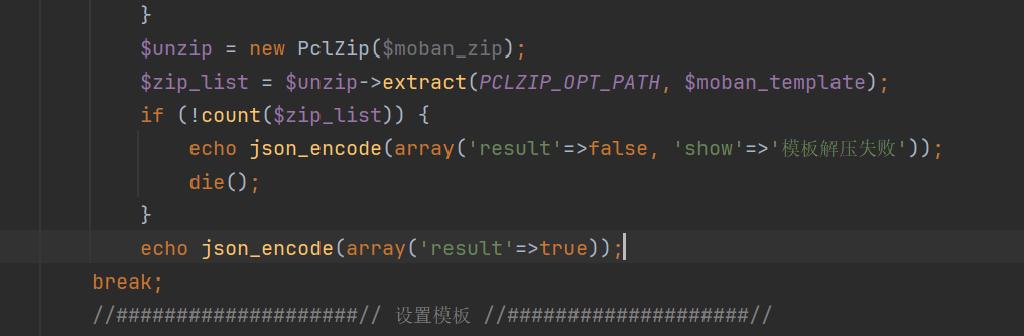 }
$unzip = new PclZip($moban_zip);
$zip_list = $unzip->extract(PCLZIP_OPT_PATH, $moban_template);
if (!count($zip_list)) {
echo json_encode(array('result'=>false, 'show'=>'模板解压失败'));
die();
}
echo json_encode(array('result'=>true));
break;
//####################// 设置模板 //####################//